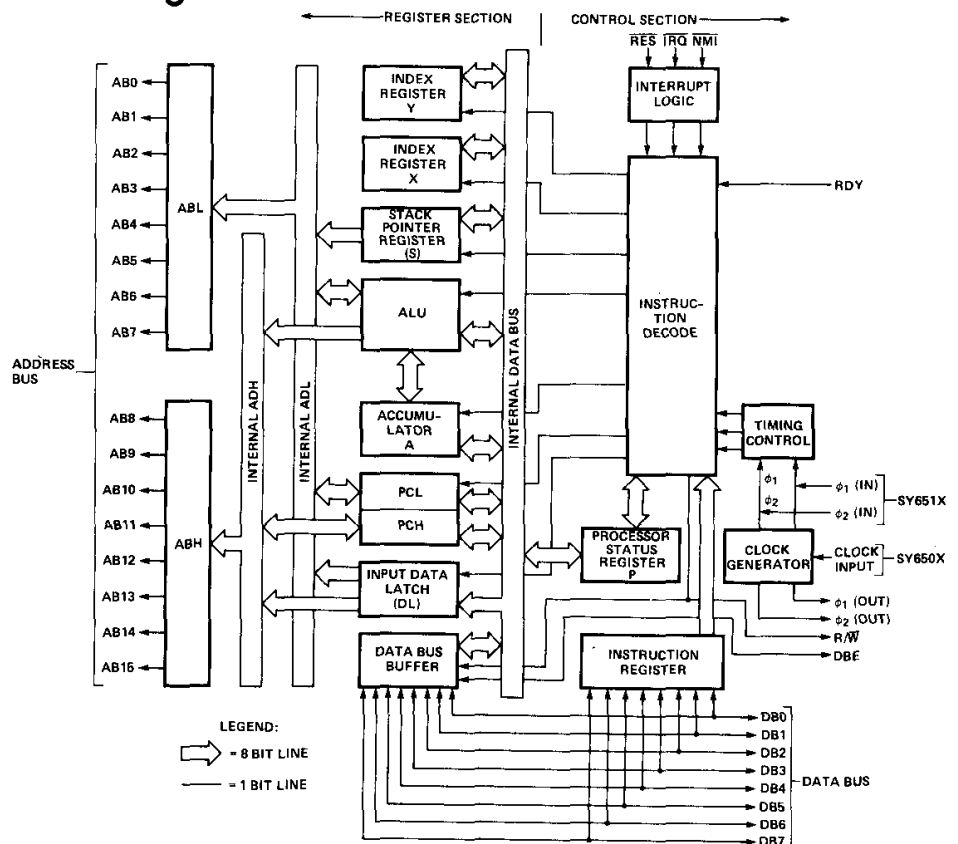 REGISTER SECTION
CONTROL SECTION
RES IRQ NMI
INTERRUPT
LOGIC
INDEX
REGISTER
Y
INDEX
REGISTER
X
STACK
POINTER
REGISTER
(S)
ALU
ACCUMU-
LATOR
A
PCL
PCH
INPUT DATA
LATCH
(DL)
DATA BUS
BUFFER
AB0
AB1
AB2
AB3
AB4
AB5
AB6
AB7
ABL
ADDRESS
BUS
AB8
AB9
AB10
AB11
AB12
AB13
AB14
AB15
ABH
INTERNAL ADH
INTERNAL ADL
INTERNAL DATA BUS
INSTRUC-
TION
DECODE
RDY
TIMING
CONTROL
ϕ1
ϕ2
ϕ1 (IN)
ϕ2 (IN)
SY651X
CLOCK
GENERATOR
CLOCK
INPUT
SY650X
ϕ1 (OUT)
ϕ2 (OUT)
R/W
DBE
PROCESSOR
STATUS
REGISTER
P
INSTRUCTION
REGISTER
DB0
DB1
DB2
DB3
DB4
DB5
DB6
DB7
DATA BUS
LEGEND:
= 8 BIT LINE
= 1 BIT LINE